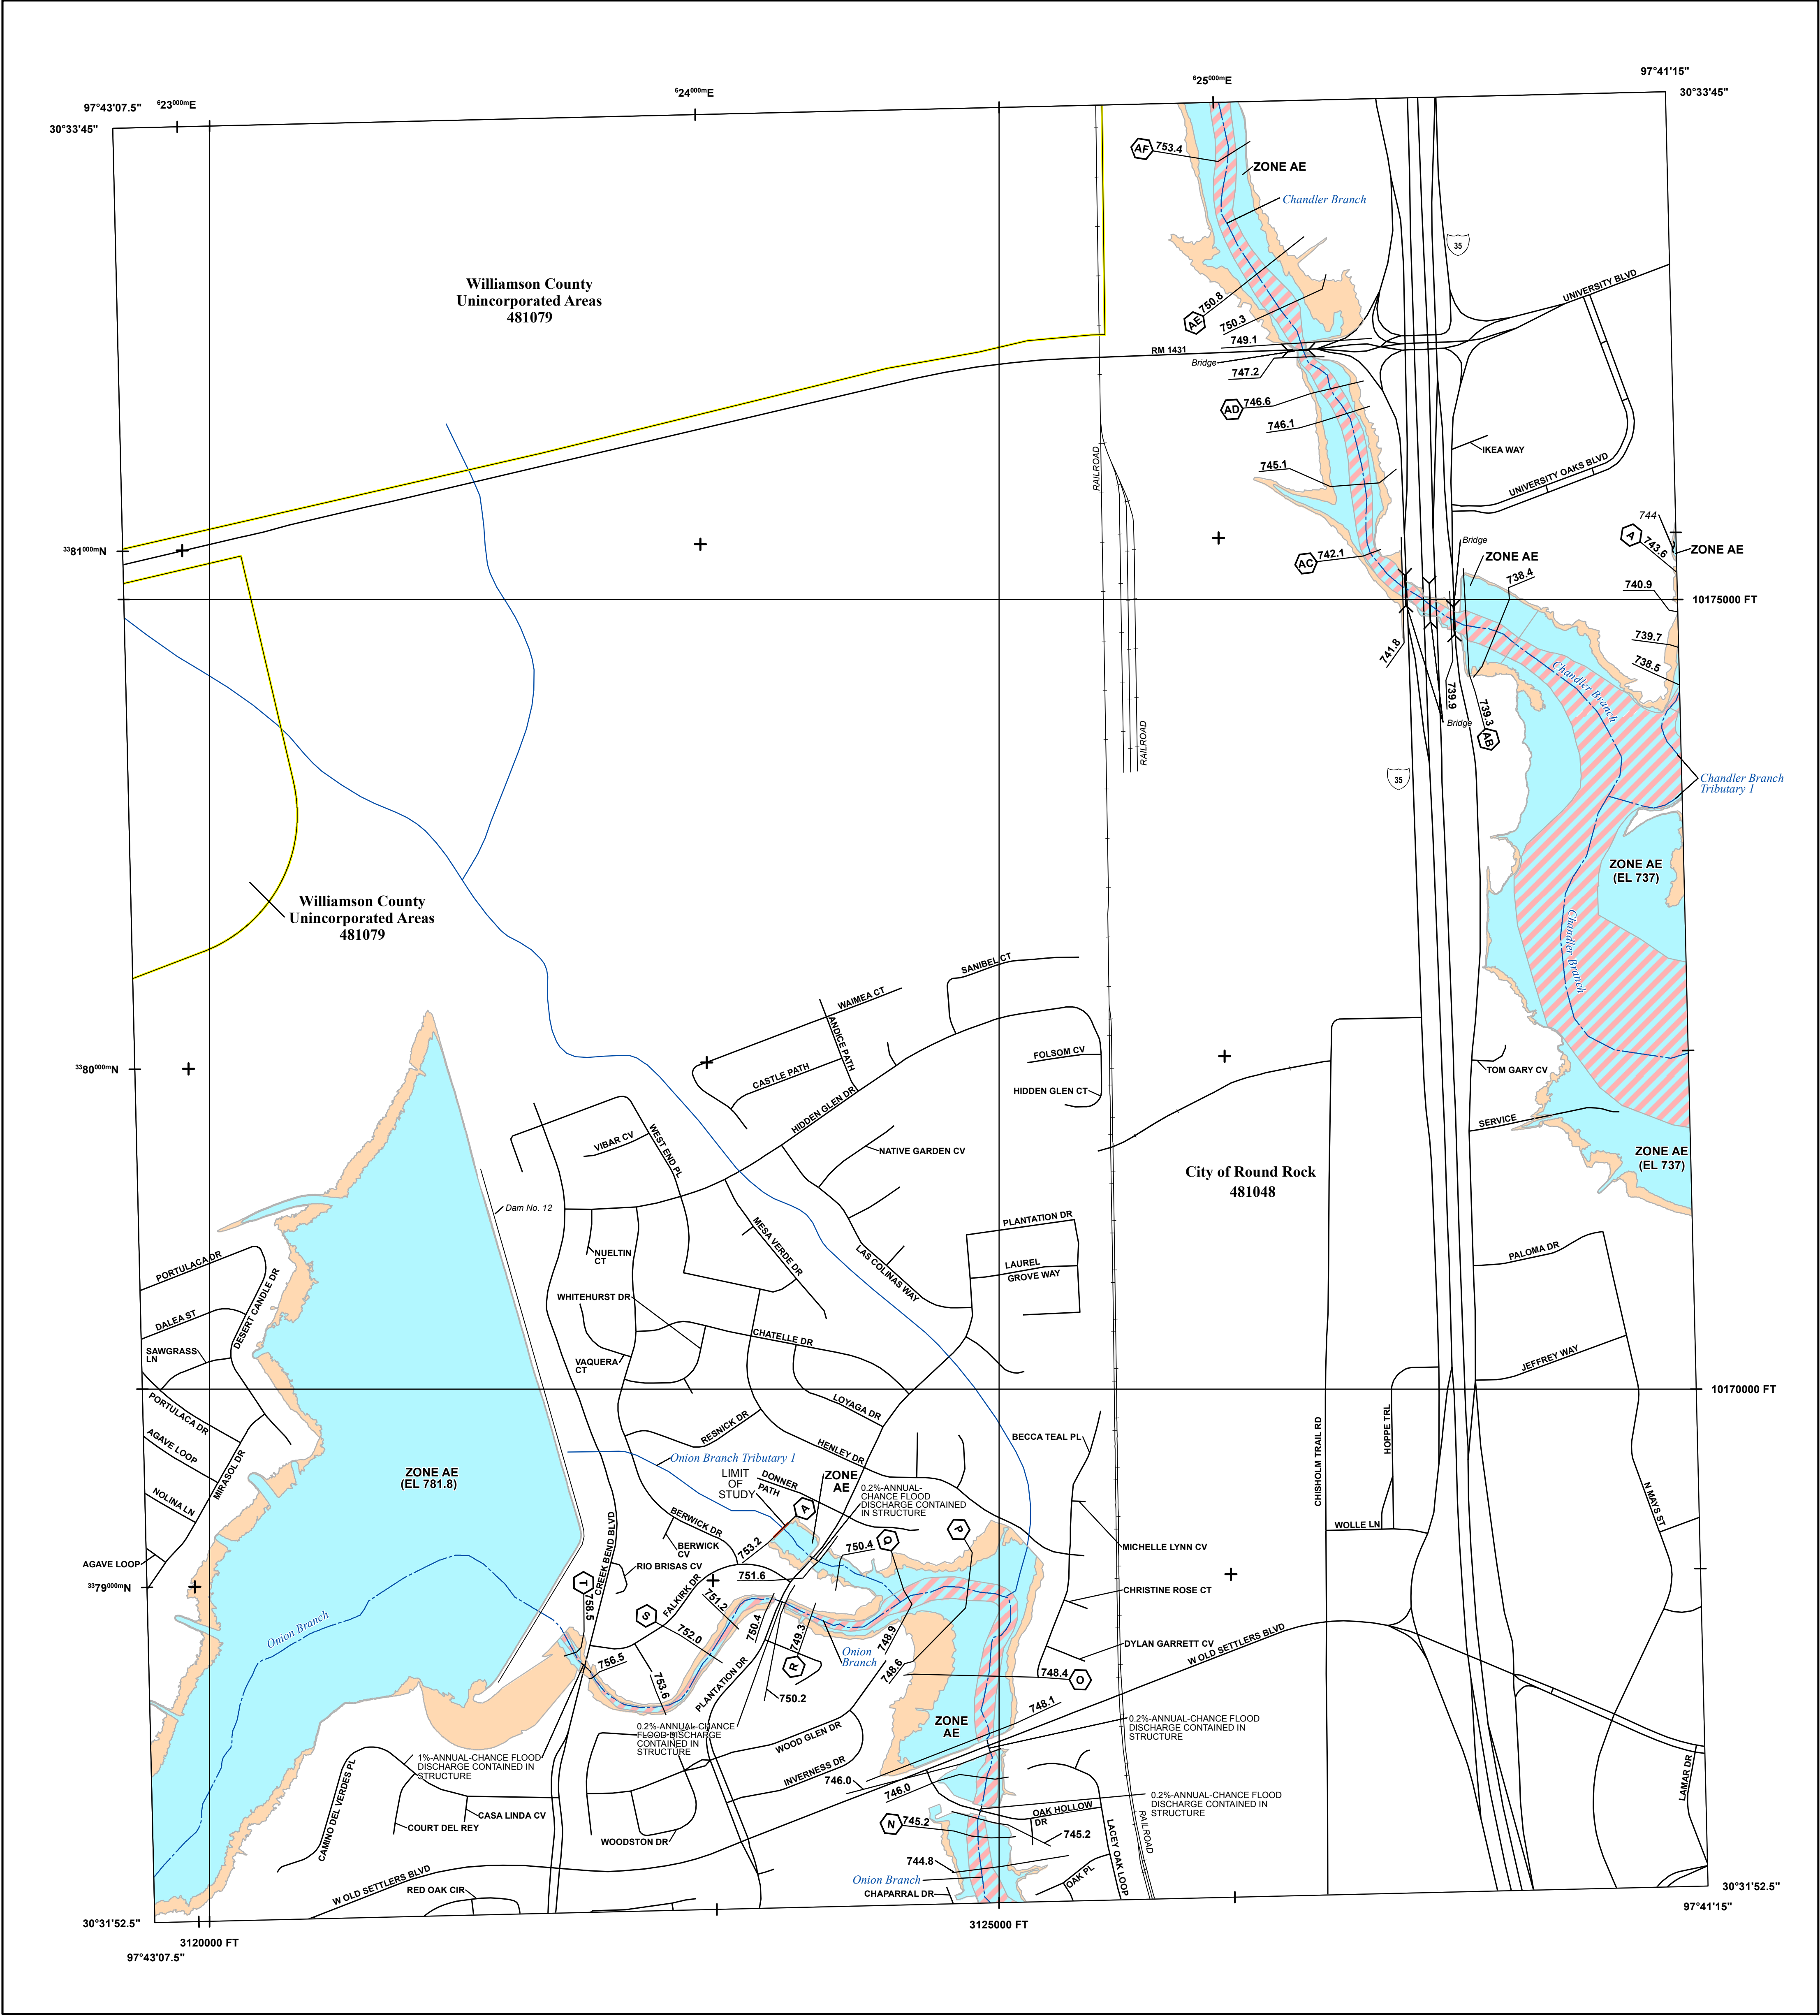 97°43'07.5"
⁶23⁰⁰⁰ᵐE
⁶24⁰⁰⁰ᵐE
⁶25⁰⁰⁰ᵐE
97°41'15"
30°33'45"
30°33'45"
AF 753.4
ZONE AE
Chandler Branch
35
Williamson County
Unincorporated Areas
481079
UNIVERSITY BLVD
AE 750.8
750.3
749.1
RM 1431
Bridge
747.2
AD 746.6
746.1
IKEA WAY
745.1
RAILROAD
UNIVERSITY OAKS BLVD
744
A 743.6
ZONE AE
³³81⁰⁰⁰ᵐN
AC 742.1
Bridge
ZONE AE
738.4
740.9
10175000 FT
739.7
738.5
741.8
Chandler Branch
739.9
739.3
AB
Bridge
RAILROAD
35
Chandler Branch
Tributary 1
ZONE AE
(EL 737)
Williamson County
Unincorporated Areas
481079
Chandler Branch
SANIBEL CT
WAIMEA CT
ANDICE PATH
FOLSOM CV
CASTLE PATH
³³80⁰⁰⁰ᵐN
TOM GARY CV
HIDDEN GLEN CT
HIDDEN GLEN DR
SERVICE
VIBAR CV
WEST END PL
NATIVE GARDEN CV
ZONE AE
(EL 737)
City of Round Rock
481048
Dam No. 12
PLANTATION DR
MESA VERDE DR
NUELTIN
CT
PORTULACA DR
LAUREL
GROVE WAY
LAS COLINAS WAY
PALOMA DR
WHITEHURST DR
DALEA ST
DESERT CANDLE DR
CHATELLE DR
SAWGRASS
LN
VAQUERA
CT
JEFFREY WAY
10170000 FT
PORTULACA DR
LOYAGA DR
RESNICK DR
HOPPE TRL
BECCA TEAL PL
AGAVE LOOP
HENLEY DR
CHISHOLM TRAIL RD
Onion Branch Tributary 1
MIRASOL DR
ZONE AE
(EL 781.8)
LIMIT
OF
STUDY
DONNER
PATH
ZONE
AE
0.2%-ANNUAL-
CHANCE FLOOD
DISCHARGE CONTAINED
IN STRUCTURE
NOLINA LN
N MAYS ST
A
BERWICK DR
WOLLE LN
P
Q
753.2
750.4
BERWICK
CV
MICHELLE LYNN CV
CREEK BEND BLVD
AGAVE LOOP
RIO BRISAS CV
751.6
³³79⁰⁰⁰ᵐN
T 758.5
FALKIRK DR
CHRISTINE ROSE CT
751.2
S
Onion Branch
752.0
750.4
749.3
748.9
DYLAN GARRETT CV
W OLD SETTLERS BLVD
Onion
Branch
756.5
R
748.6
748.4 O
753.6
PLANTATION DR
750.2
748.1
0.2%-ANNUAL-CHANCE
FLOOD DISCHARGE
CONTAINED IN
STRUCTURE
ZONE
AE
0.2%-ANNUAL-CHANCE FLOOD
DISCHARGE CONTAINED IN
STRUCTURE
WOOD GLEN DR
1%-ANNUAL-CHANCE FLOOD
DISCHARGE CONTAINED IN
STRUCTURE
INVERNESS DR
746.0
746.0
0.2%-ANNUAL-CHANCE FLOOD
DISCHARGE CONTAINED IN
STRUCTURE
LAMAR DR
CAMINO DEL VERDES PL
CASA LINDA CV
OAK HOLLOW
DR
N 745.2
COURT DEL REY
RAILROAD
745.2
WOODSTON DR
LACEY OAK LOOP
744.8
W OLD SETTLERS BLVD
OAK PL
Onion Branch
RED OAK CIR
CHAPARRAL DR
30°31'52.5"
30°31'52.5"
97°41'15"
3125000 FT
3120000 FT
97°43'07.5"